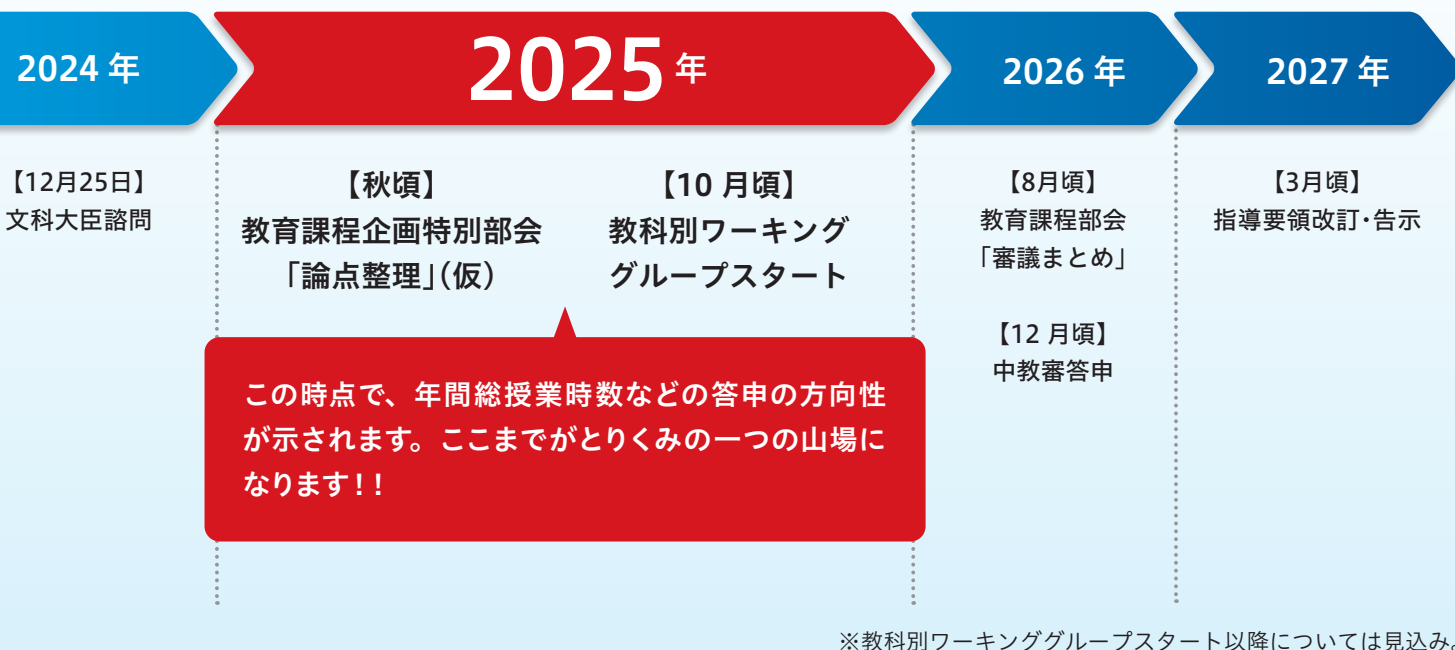 2024 年
2025 年
2026 年
2027 年
【12月25日】
文科大臣諮問
【秋頃】
教育課程企画特別部会
「論点整理」(仮)
【10 月頃】
教科別ワーキング
グループスタート
【8月頃】
教育課程部会
「審議まとめ」
【12 月頃】
中教審答申
【3月頃】
指導要領改訂・告示
この時点で、年間総授業時数などの答申の方向性
が示されます。ここまでがとりくみの一つの山場に
なります！！
※教科別ワーキンググループスタート以降については見込み。